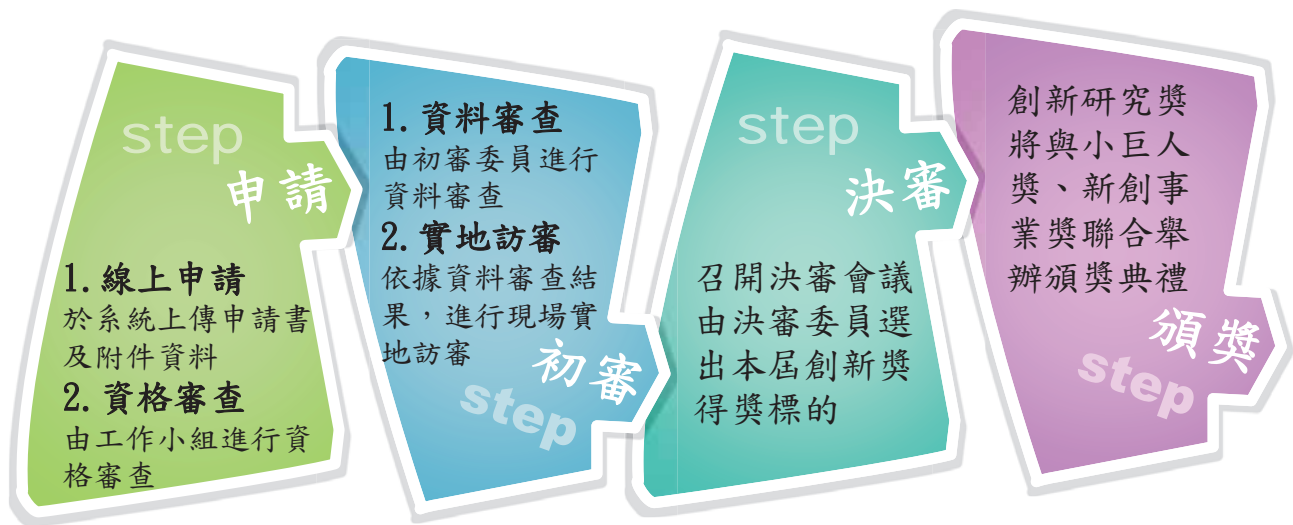 step
申請
1. 線上申請
於系統上傳申請書
及附件資料
2. 資格審查
由工作小組進行資
格審查
1. 資料審查
由初審委員進行
資料審查
2. 實地訪審
依據資料審查結
果，進行現場實
地訪審
初審
step
step
決審
召開決審會議
由決審委員選
出本屆創新獎
得獎標的
創新研究獎
將與小巨人
獎、新創事
業獎聯合舉
辦頒獎典禮
頒獎
step